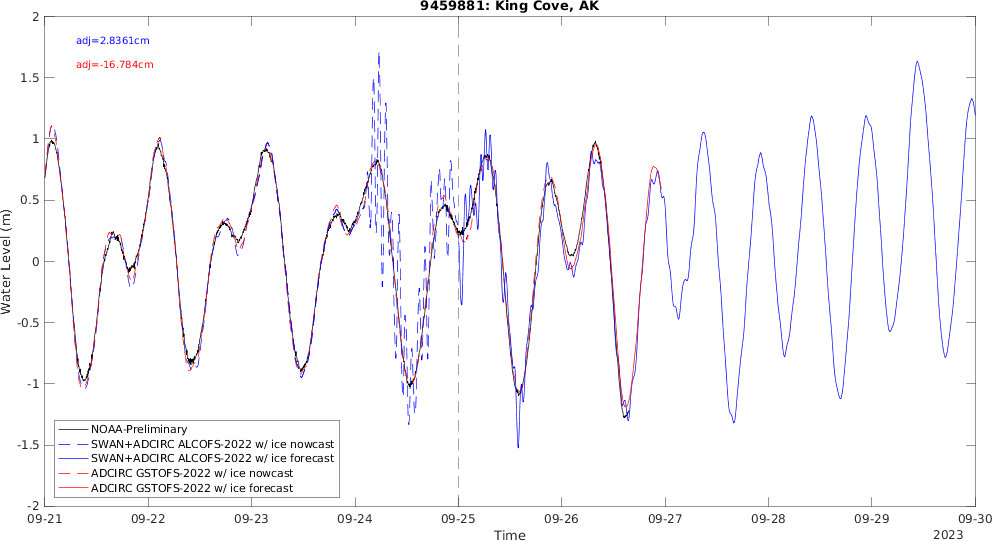 9459881: King Cove, AK
adj=2.8361cm
adj=-16.784cm
Water Level (m)
2
1.5
1
0.5
0
-0.5
-1
-1.5
-2
NOAA-Preliminary
SWAN+ADCIRC ALCOFS-2022 w/ ice nowcast
SWAN+ADCIRC ALCOFS-2022 w/ ice forecast
ADCIRC GSTOFS-2022 w/ ice nowcast
ADCIRC GSTOFS-2022 w/ ice forecast
09-21 09-22 09-23 09-24 09-25 09-26 09-27 09-28 09-29 09-30
Time
2023